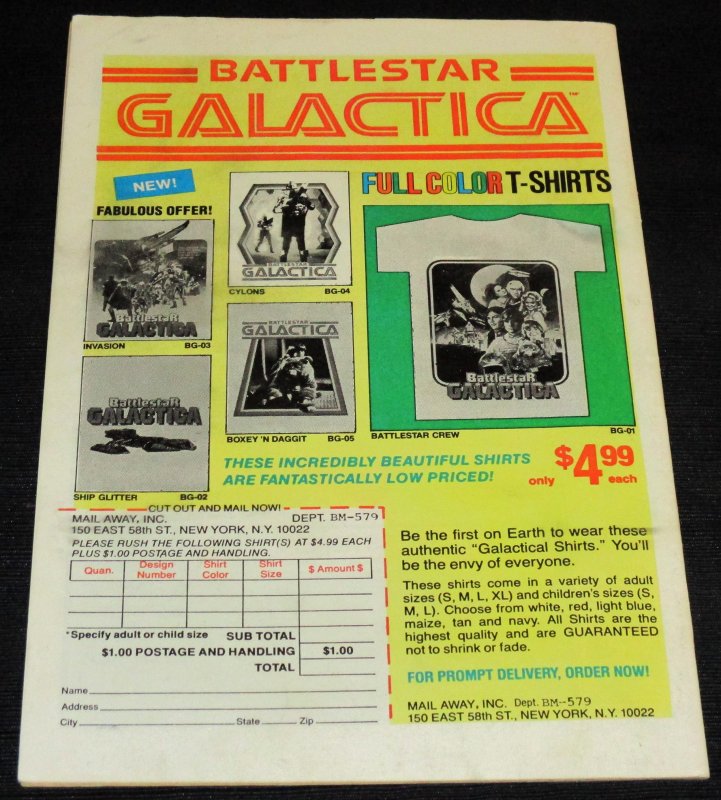 BATTLESTAR
GALACTICA™
NEW!
FABULOUS OFFER!
FULL COLOR T-SHIRTS
BattlestaR
GALACTICA
INVASION BG-03
BATTLESTAR
GALACTICA
CYLONS BG-04
BattlestaR
GALACTICA
SHIP GLITTER BG-02
BATTLESTAR
GALACTICA
BOXEY 'N DAGGIT BG-05
BattlestaR
GALACTICA
BATTLESTAR CREW BG-01
THESE INCREDIBLY BEAUTIFUL SHIRTS
ARE FANTASTICALLY LOW PRICED!
only $4.99 each
CUT OUT AND MAIL NOW!
MAIL AWAY, INC. DEPT. BM-579
150 EAST 58th ST., NEW YORK, N.Y. 10022
PLEASE RUSH THE FOLLOWING SHIRT(S) AT $4.99 EACH
PLUS $1.00 POSTAGE AND HANDLING.
Quan. Design Number Shirt Color Shirt Size $ Amount $
*Specify adult or child size SUB TOTAL
$1.00 POSTAGE AND HANDLING $1.00
TOTAL
Name
Address
City State Zip
Be the first on Earth to wear these
authentic "Galactical Shirts." You'll
be the envy of everyone.
These shirts come in a variety of adult
sizes (S, M, L, XL) and children's sizes (S,
M, L). Choose from white, red, light blue,
maize, tan and navy. All Shirts are the
highest quality and are GUARANTEED
not to shrink or fade.
FOR PROMPT DELIVERY, ORDER NOW!
MAIL AWAY, INC. Dept. BM-579
150 EAST 58th ST., NEW YORK, N.Y. 10022